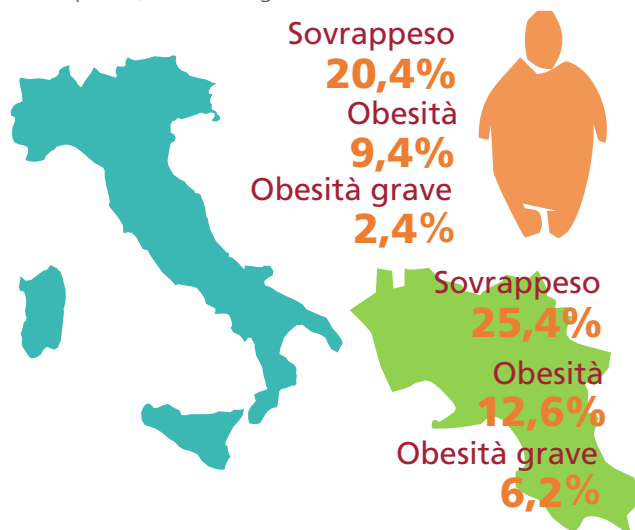 Sovrappeso
20,4%
Obesità
9,4%
Obesità grave
2,4%
Sovrappeso
25,4%
Obesità
12,6%
Obesità grave
6,2%